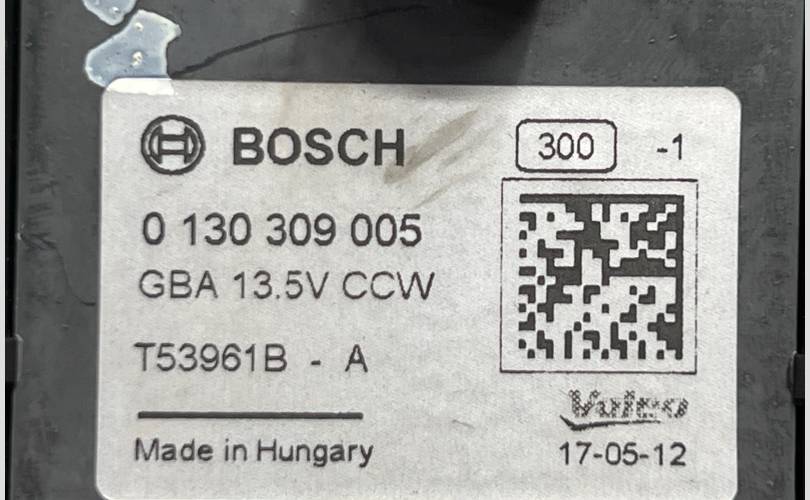 BOSCH
300 -1
0 130 309 005
GBA 13.5V CCW
T53961B - A
Valeo
Made in Hungary
17-05-12